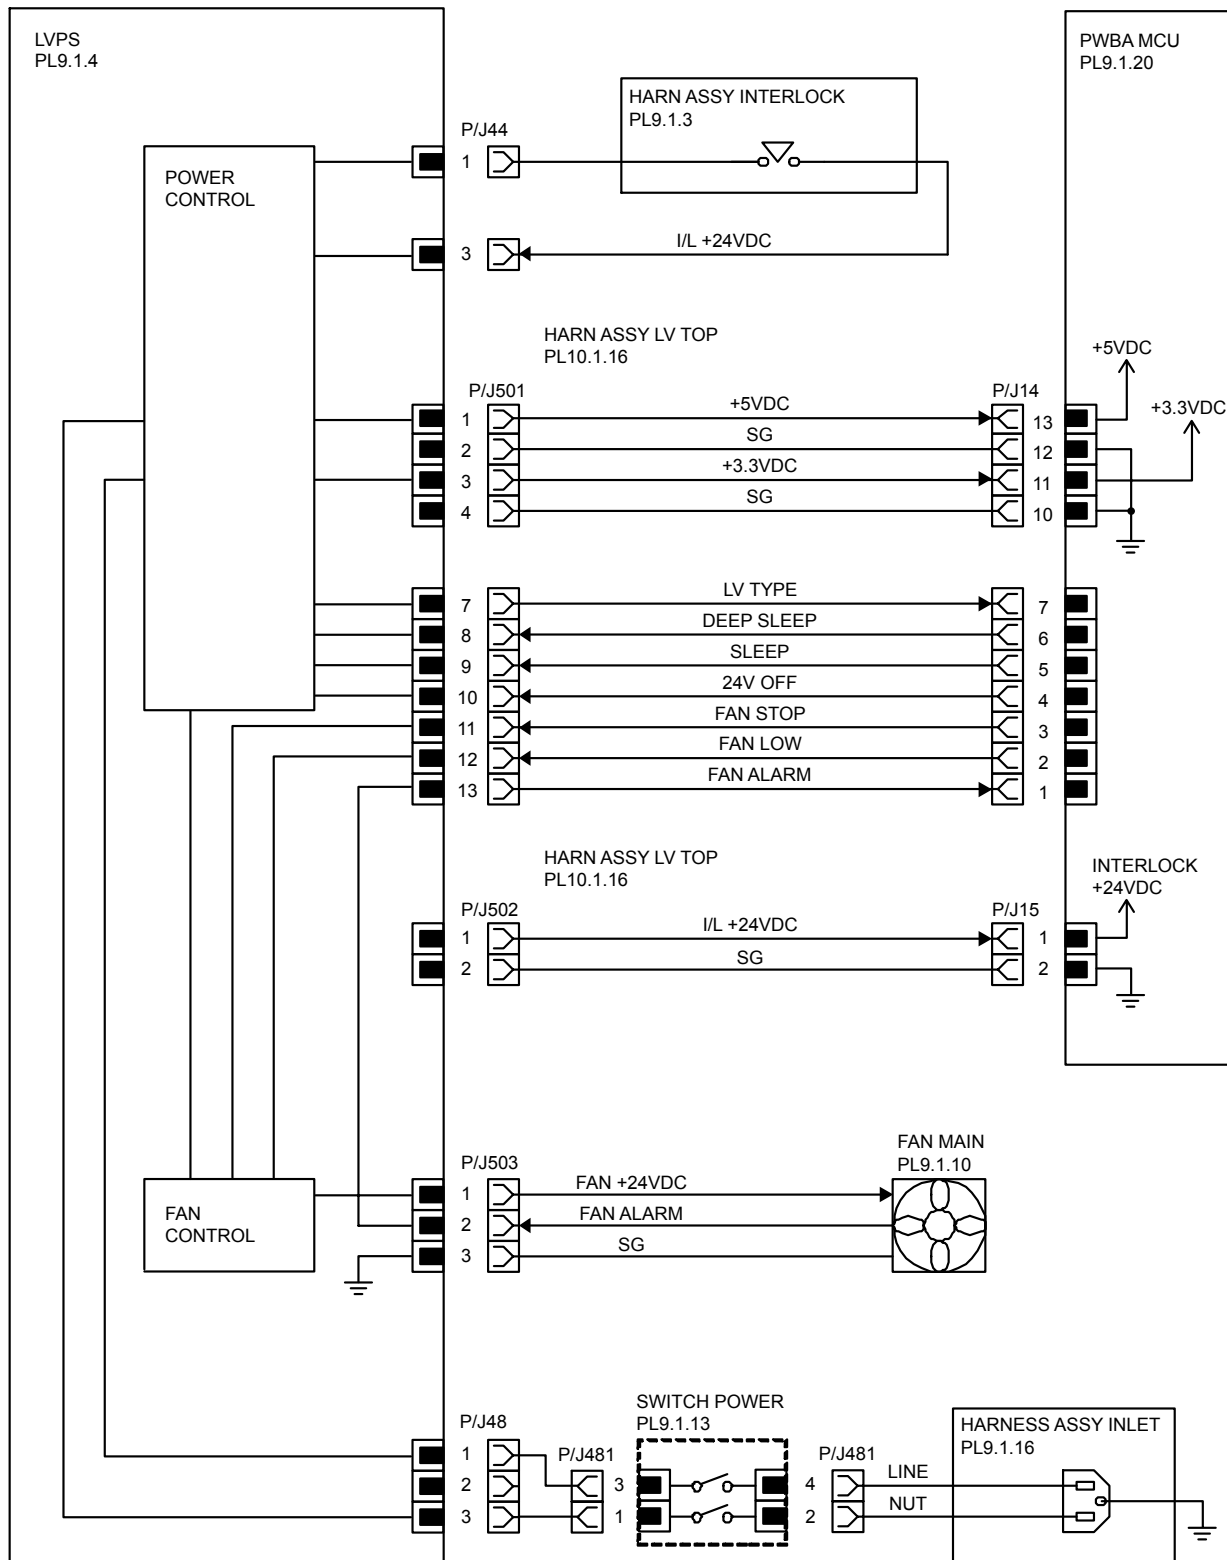 LVPS
PL9.1.4
PWBA MCU
PL9.1.20
HARN ASSY INTERLOCK
PL9.1.3
P/J44
1
POWER
CONTROL
I/L +24VDC
3
HARN ASSY LV TOP
PL10.1.16
+5VDC
P/J501
P/J14
+3.3VDC
1
+5VDC
13
2
SG
12
3
+3.3VDC
11
4
SG
10
7
LV TYPE
7
8
DEEP SLEEP
6
9
SLEEP
5
10
24V OFF
4
11
FAN STOP
3
12
FAN LOW
2
13
FAN ALARM
1
HARN ASSY LV TOP
PL10.1.16
INTERLOCK
+24VDC
P/J502
P/J15
1
I/L +24VDC
1
2
SG
2
FAN MAIN
PL9.1.10
P/J503
1
FAN +24VDC
FAN
CONTROL
2
FAN ALARM
3
SG
SWITCH POWER
PL9.1.13
P/J48
HARNESS ASSY INLET
PL9.1.16
P/J481
P/J481
1
2
3
3
4
LINE
1
2
NUT